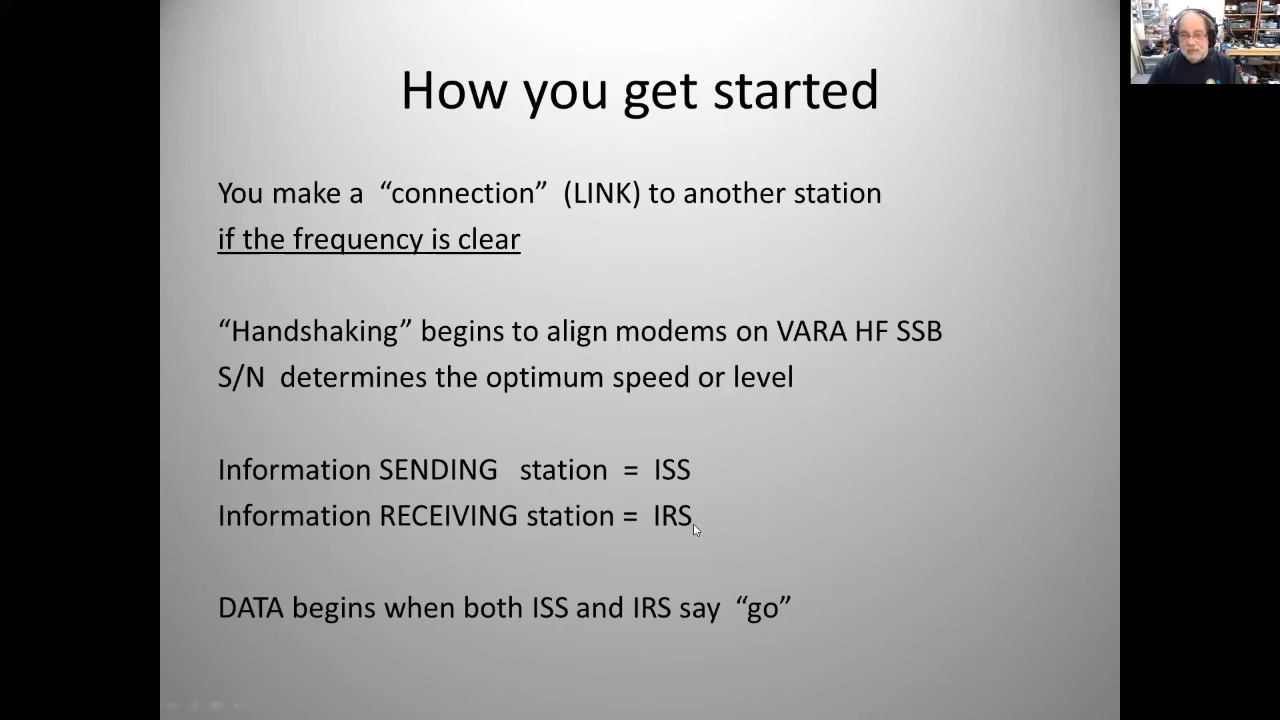 How you get started
You make a “connection” (LINK) to another station
if the frequency is clear
“Handshaking” begins to align modems on VARA HF SSB
S/N determines the optimum speed or level
Information SENDING station = ISS
Information RECEIVING station = IRS
DATA begins when both ISS and IRS say “go”